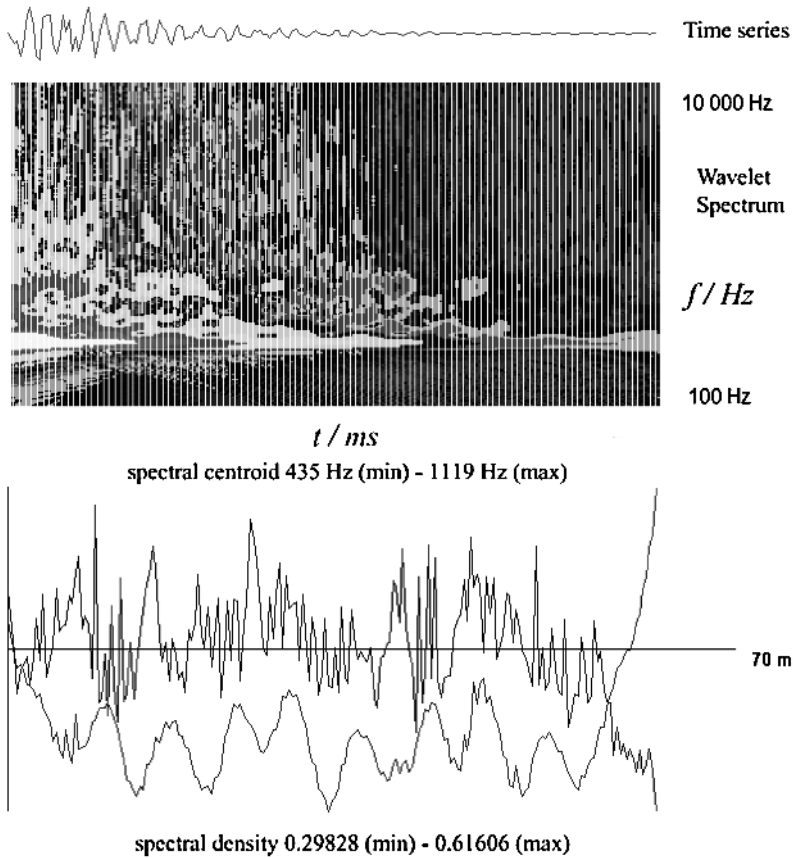 Time series
10 000 Hz
Wavelet
Spectrum
f / Hz
100 Hz
t / ms
spectral centroid 435 Hz (min) - 1119 Hz (max)
70 m
spectral density 0.29828 (min) - 0.61606 (max)